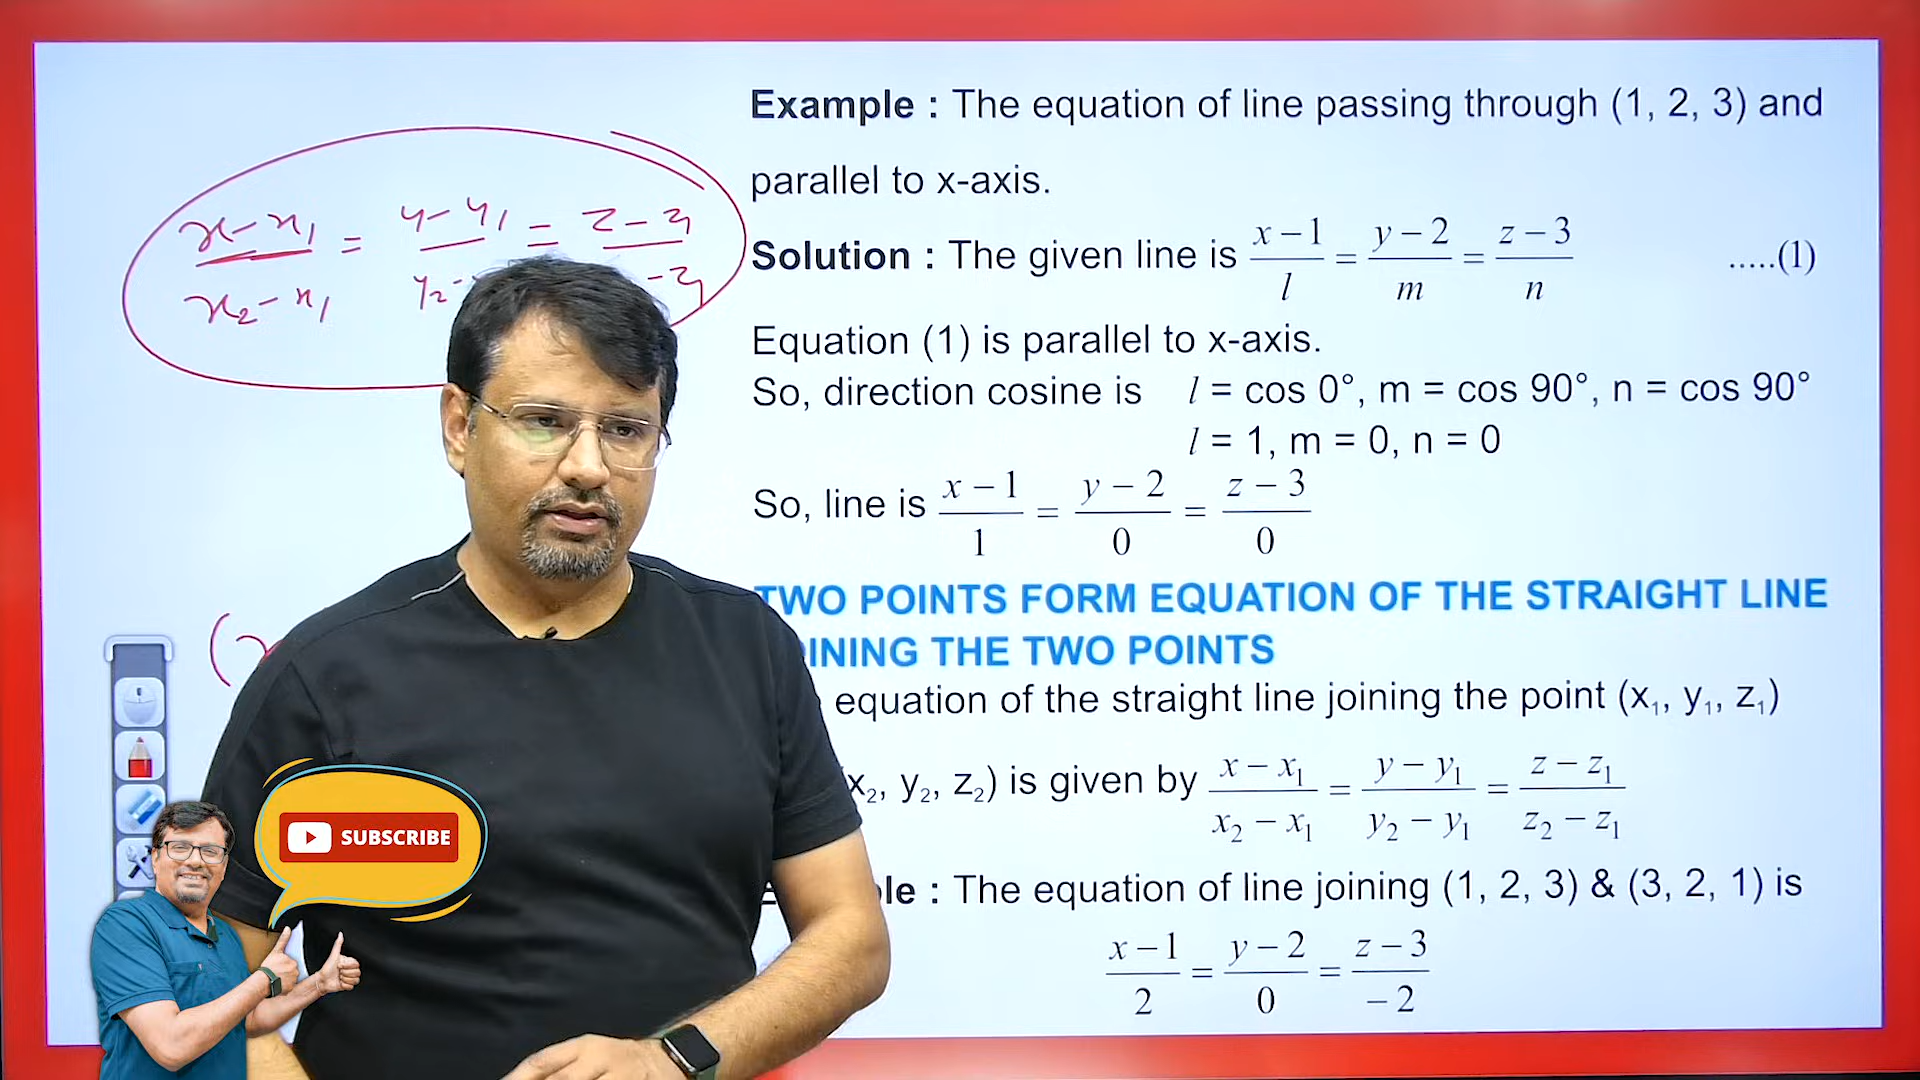 x-x₁ = y-y₁ = z-z₁
x₂-x₁ y₂- -z₁
Example : The equation of line passing through (1, 2, 3) and
parallel to x-axis.
Solution : The given line is (x-1)/l = (y-2)/m = (z-3)/n .....(1)
Equation (1) is parallel to x-axis.
So, direction cosine is l = cos 0°, m = cos 90°, n = cos 90°
l = 1, m = 0, n = 0
So, line is (x-1)/1 = (y-2)/0 = (z-3)/0
TWO POINTS FORM EQUATION OF THE STRAIGHT LINE
INING THE TWO POINTS
equation of the straight line joining the point (x₁, y₁, z₁)
x₂, y₂, z₂) is given by (x-x₁)/(x₂-x₁) = (y-y₁)/(y₂-y₁) = (z-z₁)/(z₂-z₁)
le : The equation of line joining (1, 2, 3) & (3, 2, 1) is
(x-1)/2 = (y-2)/0 = (z-3)/-2
SUBSCRIBE